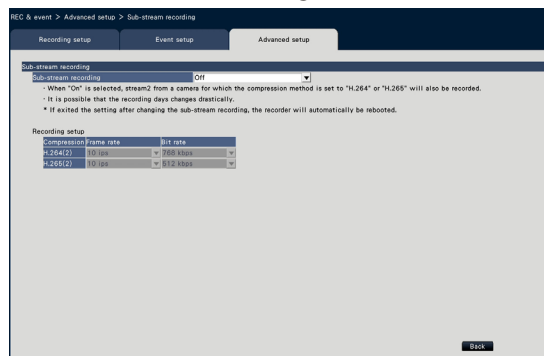 REC & event > Advanced setup > Sub-stream recording
Recording setup Event setup Advanced setup
Sub-stream recording
Sub-stream recording Off
- When "On" is selected, stream2 from a camera for which the compression method is set to "H.264" or "H.265" will also be recorded.
- It is possible that the recording days changes drastically.
* If exited the setting after changing the sub-stream recording, the recorder will automatically be rebooted.
Recording setup
Compression Frame rate Bit rate
H.264(2) 10 ips 768 kbps
H.265(2) 10 ips 512 kbps
Back